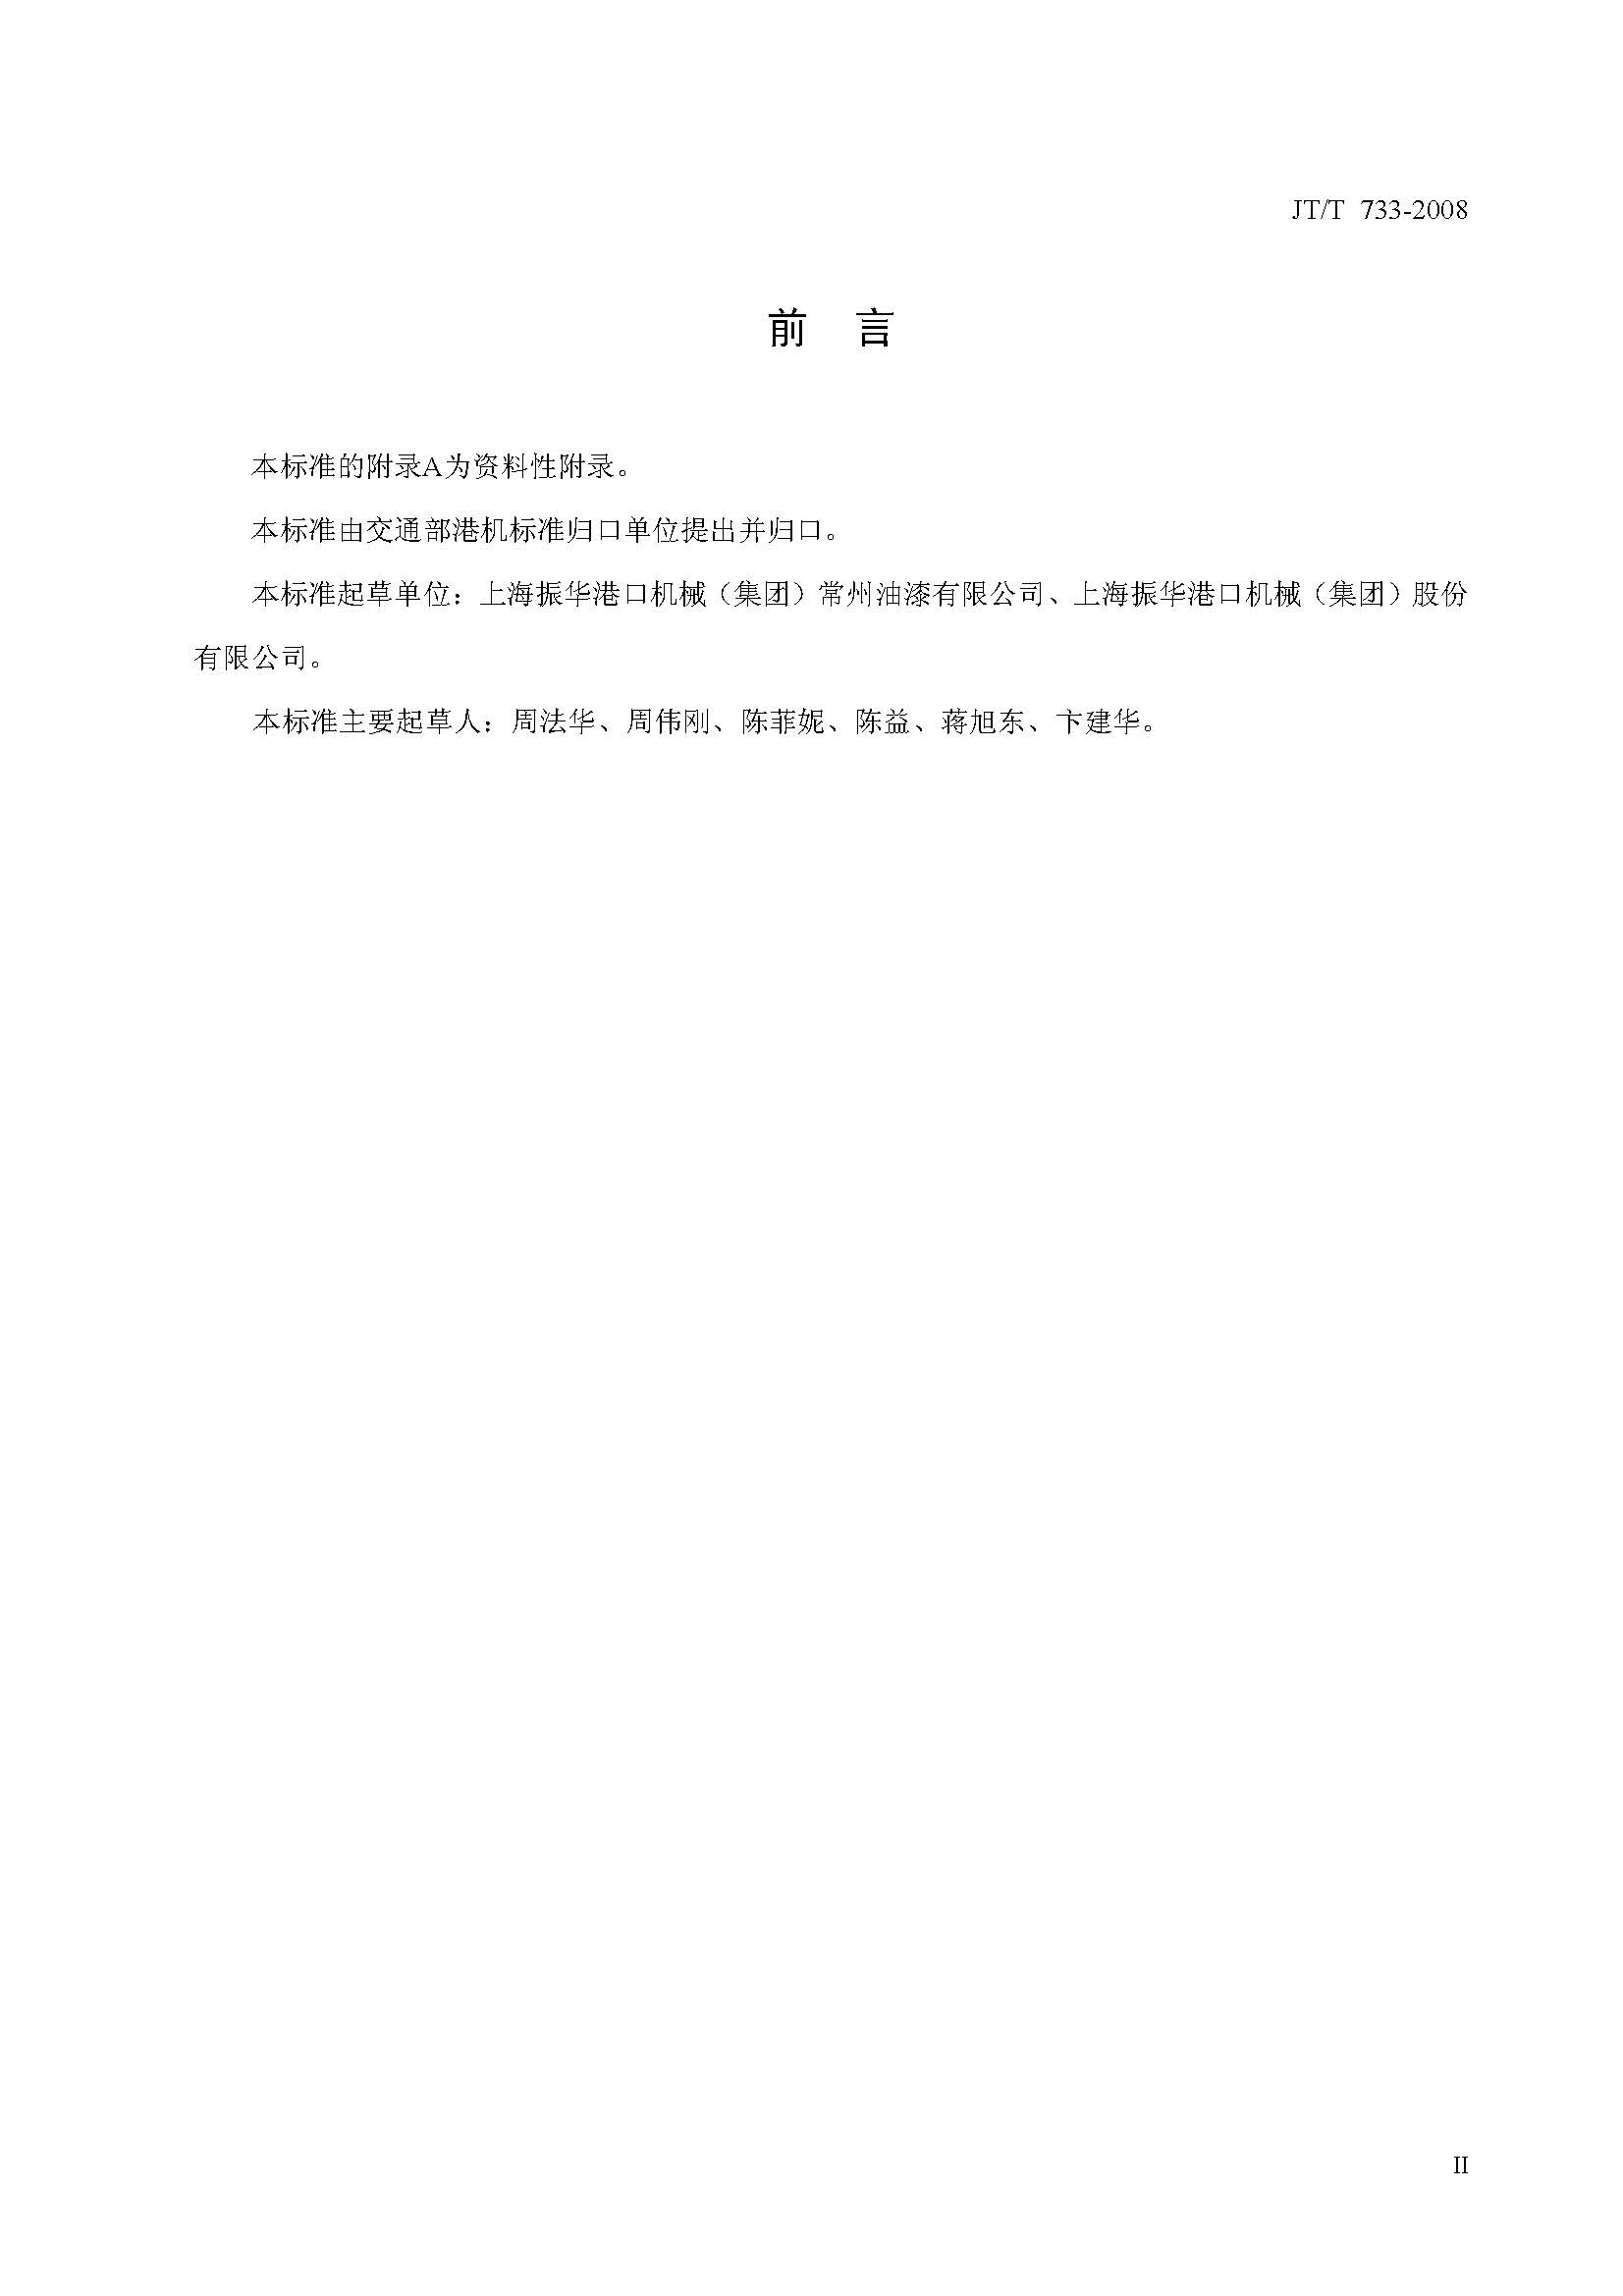 JT/T 733-2008
前 言
本标准的附录A为资料性附录。
本标准由交通部港机标准归口单位提出并归口。
本标准起草单位：上海振华港口机械（集团）常州油漆有限公司、上海振华港口机械（集团）股份
有限公司。
本标准主要起草人：周法华、周伟刚、陈菲妮、陈益、蒋旭东、卞建华。
II